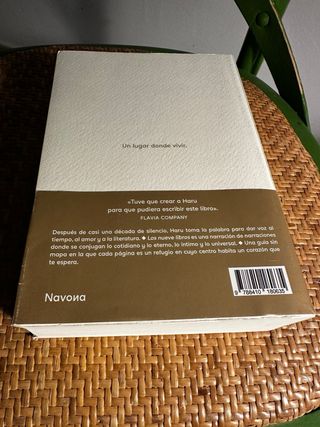 Un lugar donde vivir.
«Tuve que crear a Haru
para que pudiera escribir este libro».
FLAVIA COMPANY
Después de casi una década de silencio, Haru toma la palabra para dar voz al
tiempo, al amor y a la literatura. ◆ Las nueve libros es una narración de narraciones
donde se conjugan lo cotidiano y lo eterno, lo íntimo y lo universal. ◆ Una guía sin
mapa en la que cada página es un refugio en cuyo centro habita un corazón que
te espera.
Navona
9 788410 180635